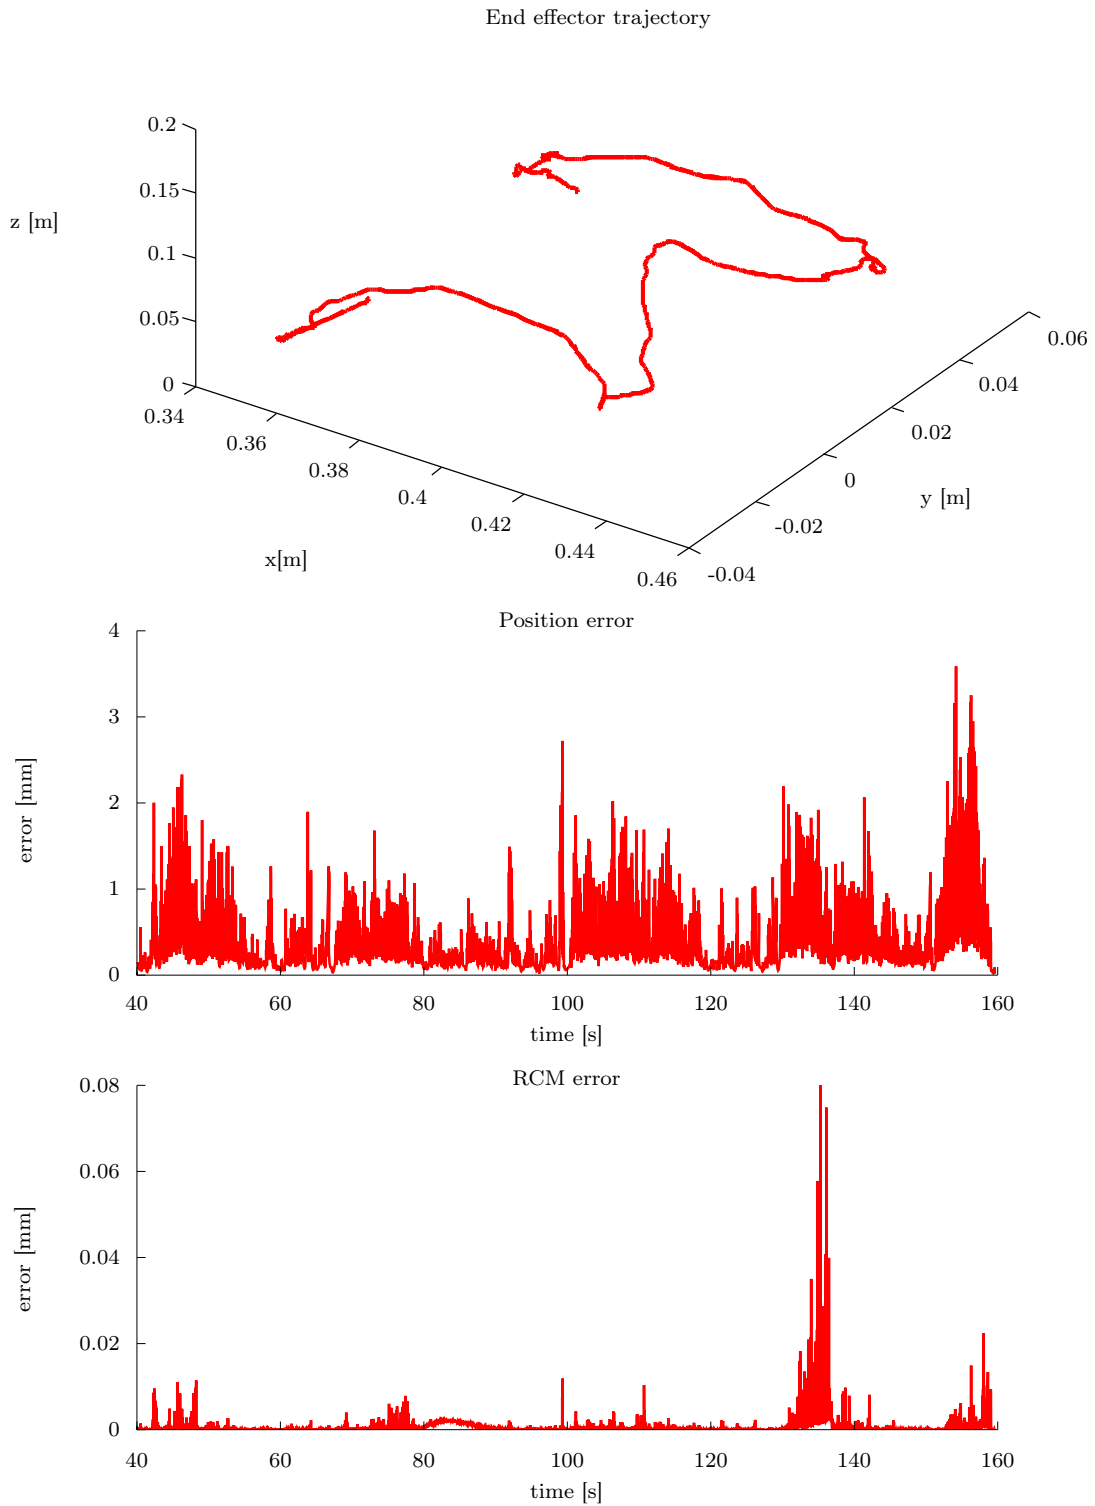 End effector trajectory
0.2
0.15
z [m]
0.1
0.05
0
0.34
0.36
0.38
0.4
0.42
0.44
0.46
x[m]
-0.04
-0.02
0
0.02
0.04
0.06
y [m]
Position error
4
3
2
1
0
error [mm]
40 60 80 100 120 140 160
time [s]
RCM error
0.08
0.06
0.04
0.02
0
error [mm]
40 60 80 100 120 140 160
time [s]